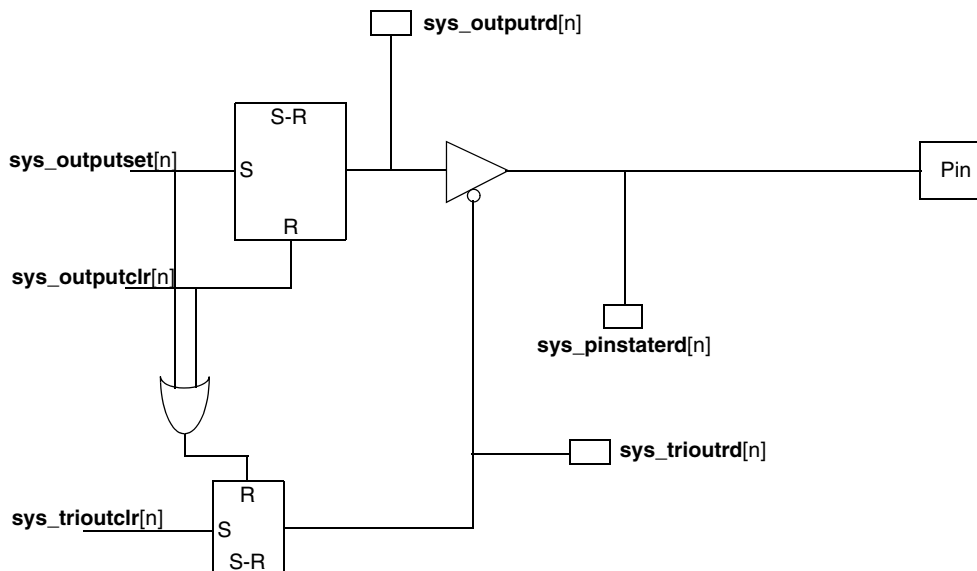 sys_outputrd[n]
S-R
sys_outputset[n]
S
Pin
R
sys_outputclr[n]
sys_pinstaterd[n]
sys_trioutrd[n]
R
sys_trioutclr[n]
S
S-R